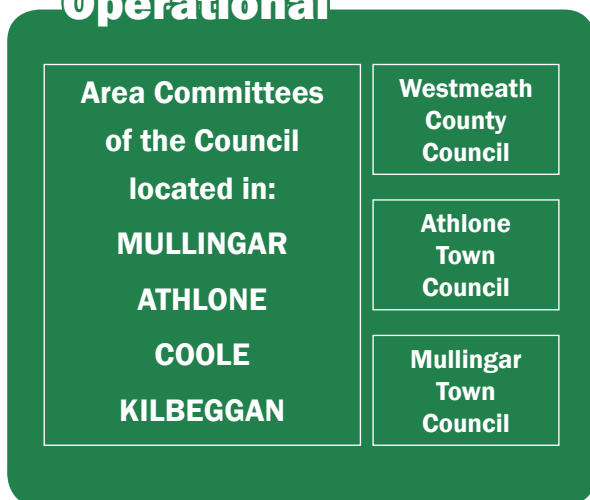 Operational
Area Committees
of the Council
located in:
MULLINGAR
ATHLONE
COOLE
KILBEGGAN
Westmeath
County
Council
Athlone
Town
Council
Mullingar
Town
Council